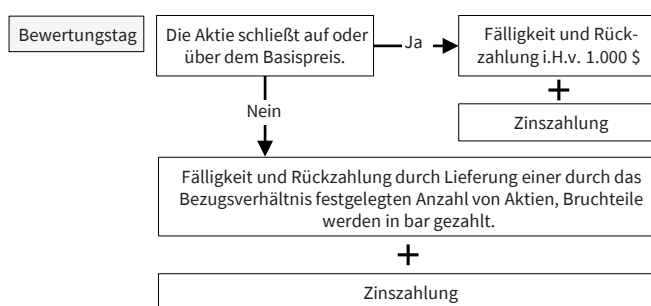 Bewertungstag
Die Aktie schließt auf oder
über dem Basispreis.
Ja
Fälligkeit und Rück-
zahlung i.H.v. 1.000 $
+
Zinszahlung
Nein
Fälligkeit und Rückzahlung durch Lieferung einer durch das
Bezugsverhältnis festgelegten Anzahl von Aktien, Bruchteile
werden in bar gezahlt.
+
Zinszahlung